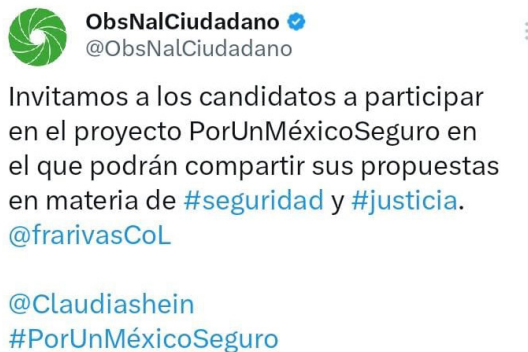 ObsNalCiudadano
@ObsNalCiudadano
Invitamos a los candidatos a participar
en el proyecto PorUnMéxicoSeguro en
el que podrán compartir sus propuestas
en materia de #seguridad y #justicia.
@frarivasCoL
@Claudiashein
#PorUnMéxicoSeguro